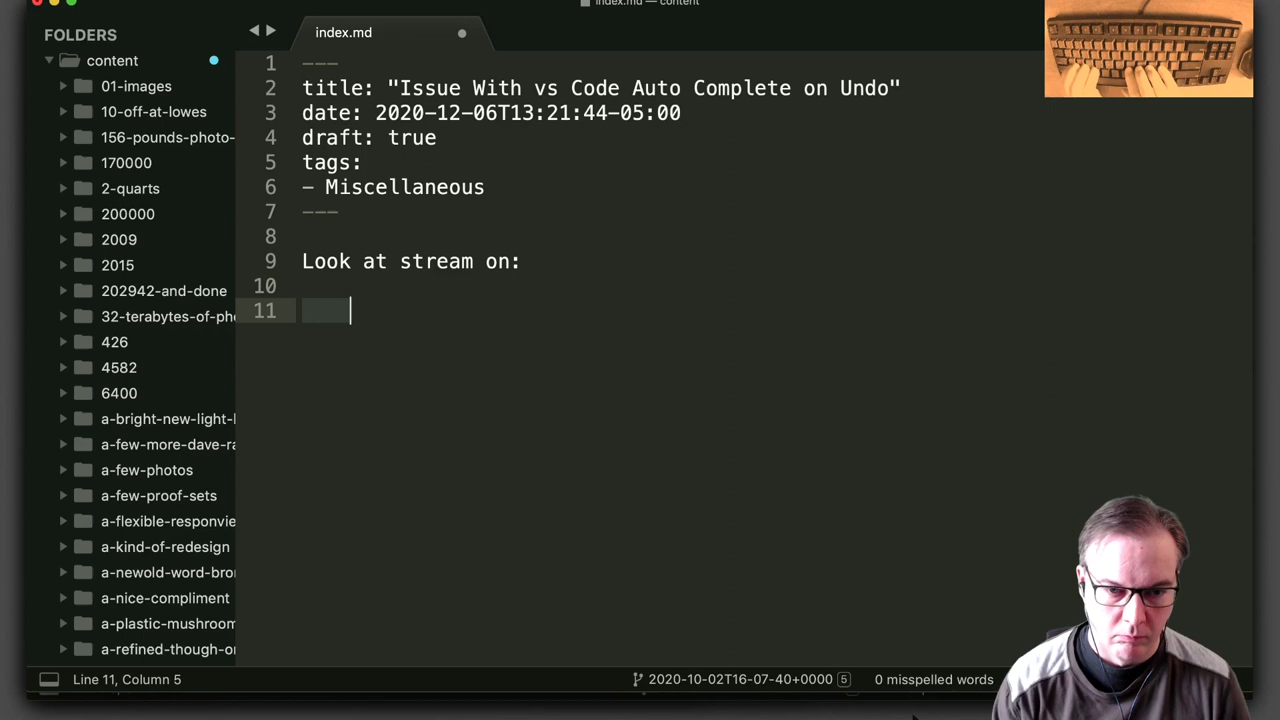 index.md — content
FOLDERS
content
01-images
10-off-at-lowes
156-pounds-photo-
170000
2-quarts
200000
2009
2015
202942-and-done
32-terabytes-of-pho
426
4582
6400
a-bright-new-light-
a-few-more-dave-ra
a-few-photos
a-few-proof-sets
a-flexible-responvie
a-kind-of-redesign
a-newold-word-bro
a-nice-compliment
a-plastic-mushroom
a-refined-though-o
index.md
1 ---
2 title: "Issue With vs Code Auto Complete on Undo"
3 date: 2020-12-06T13:21:44-05:00
4 draft: true
5 tags:
6 - Miscellaneous
7 ---
8
9 Look at stream on:
10
11
Line 11, Column 5
2020-10-02T16-07-40+0000 5
0 misspelled words